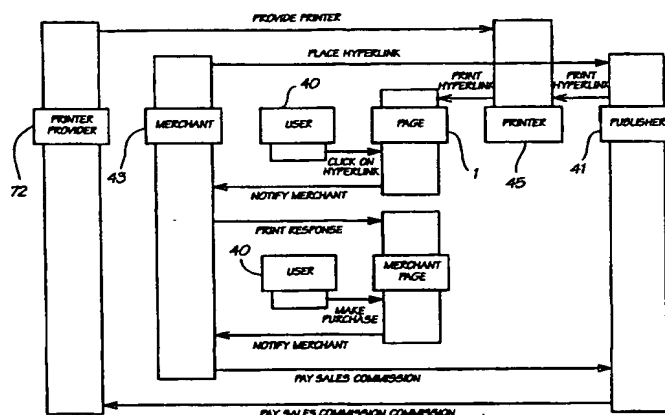 PROVIDE PRINTER
PLACE HYPERLINK
PRINT
HYPERLINK
PRINT
HYPERLINK
40
PRINTER
PROVIDER
MERCHANT
USER
PAGE
PRINTER
PUBLISHER
72
43
CLICK ON
HYPERLINK
1
45
41
NOTIFY MERCHANT
PRINT RESPONSE
40
USER
MERCHANT
PAGE
MAKE
PURCHASE
NOTIFY MERCHANT
PAY SALES COMMISSION
PAY SALES COMMISSION COMMISSION